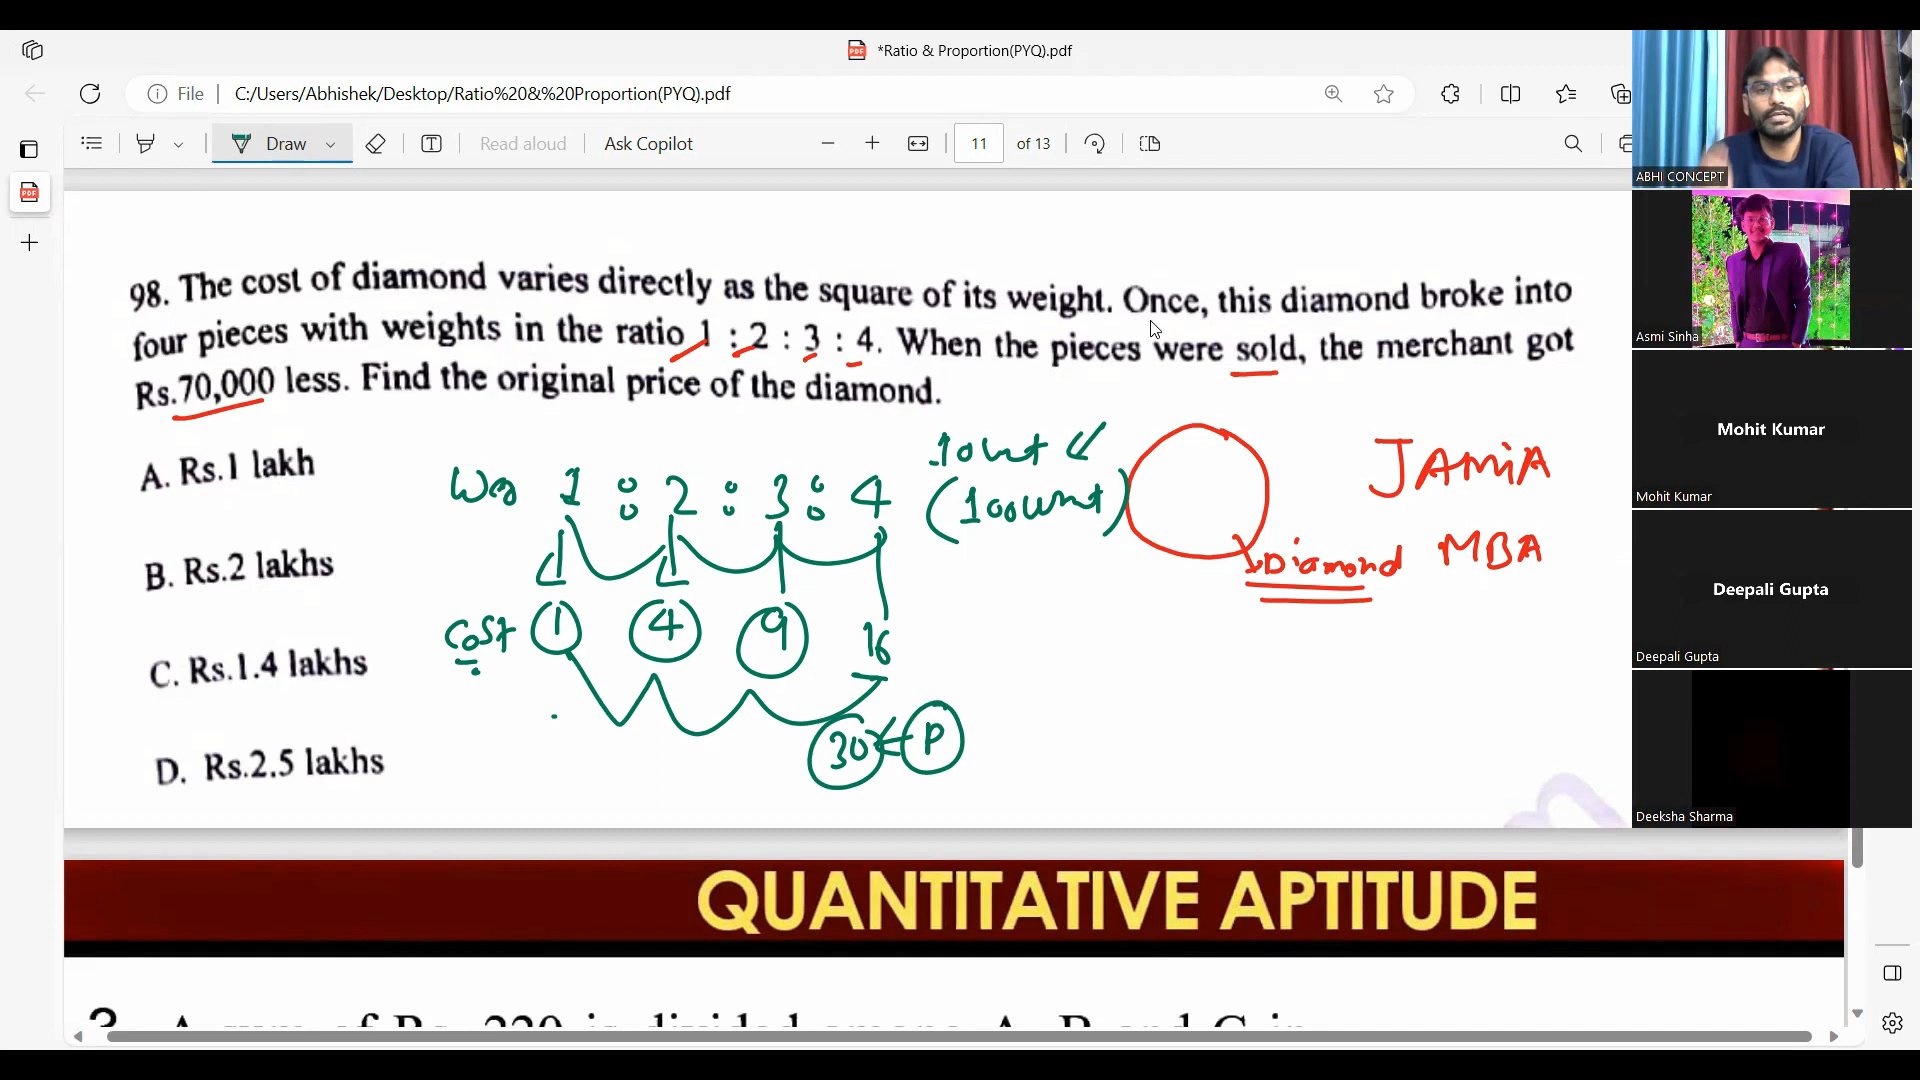 *Ratio & Proportion(PYQ).pdf
File C:/Users/Abhishek/Desktop/Ratio%20&%20Proportion(PYQ).pdf
Draw Read aloud Ask Copilot 11 of 13
98. The cost of diamond varies directly as the square of its weight. Once, this diamond broke into
four pieces with weights in the ratio 1 : 2 : 3 : 4. When the pieces were sold, the merchant got
Rs.70,000 less. Find the original price of the diamond.
A. Rs.1 lakh
B. Rs.2 lakhs
C. Rs.1.4 lakhs
D. Rs.2.5 lakhs
1 : 2 : 3 : 4
Cost 1 4 9 16
30 P
JAMIA
Diamond MBA
ABHI CONCEPT
Asmi Sinha
Mohit Kumar
Mohit Kumar
Deepali Gupta
Deepali Gupta
Deeksha Sharma
QUANTITATIVE APTITUDE